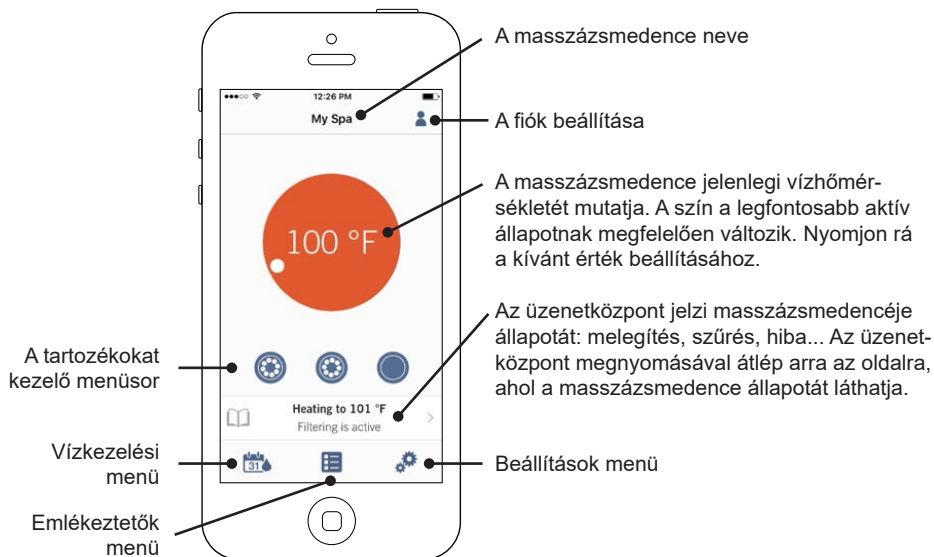 A masszázsmedence neve
12:26 PM
My Spa
A fiók beállítása
A masszázsmedence jelenlegi vízhőmér-
sékletét mutatja. A szín a legfontosabb aktív
állapotnak megfelelően változik. Nyomjon rá
a kívánt érték beállításához.
100 °F
Az üzenetközpont jelzi masszázsmedencéje
állapotát: melegítés, szűrés, hiba... Az üzenet-
központ megnyomásával átlép arra az oldalra,
ahol a masszázsmedence állapotát láthatja.
A tartozékokat
kezelő menüsor
Heating to 101 °F
Filtering is active
Vízkezelési
menü
31
Beállítások menü
Emlékeztetők
menü